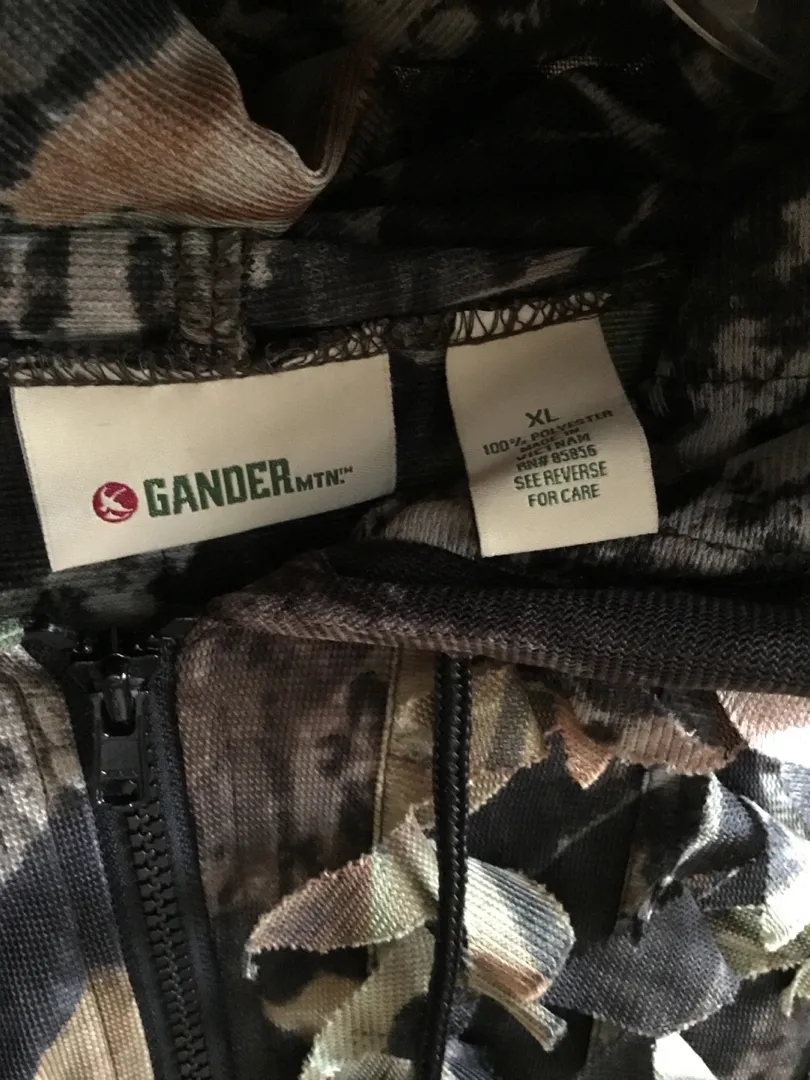 GANDER MTN.™
XL
100% POLYESTER
MADE IN
VIETNAM
RN# 85856
SEE REVERSE
FOR CARE